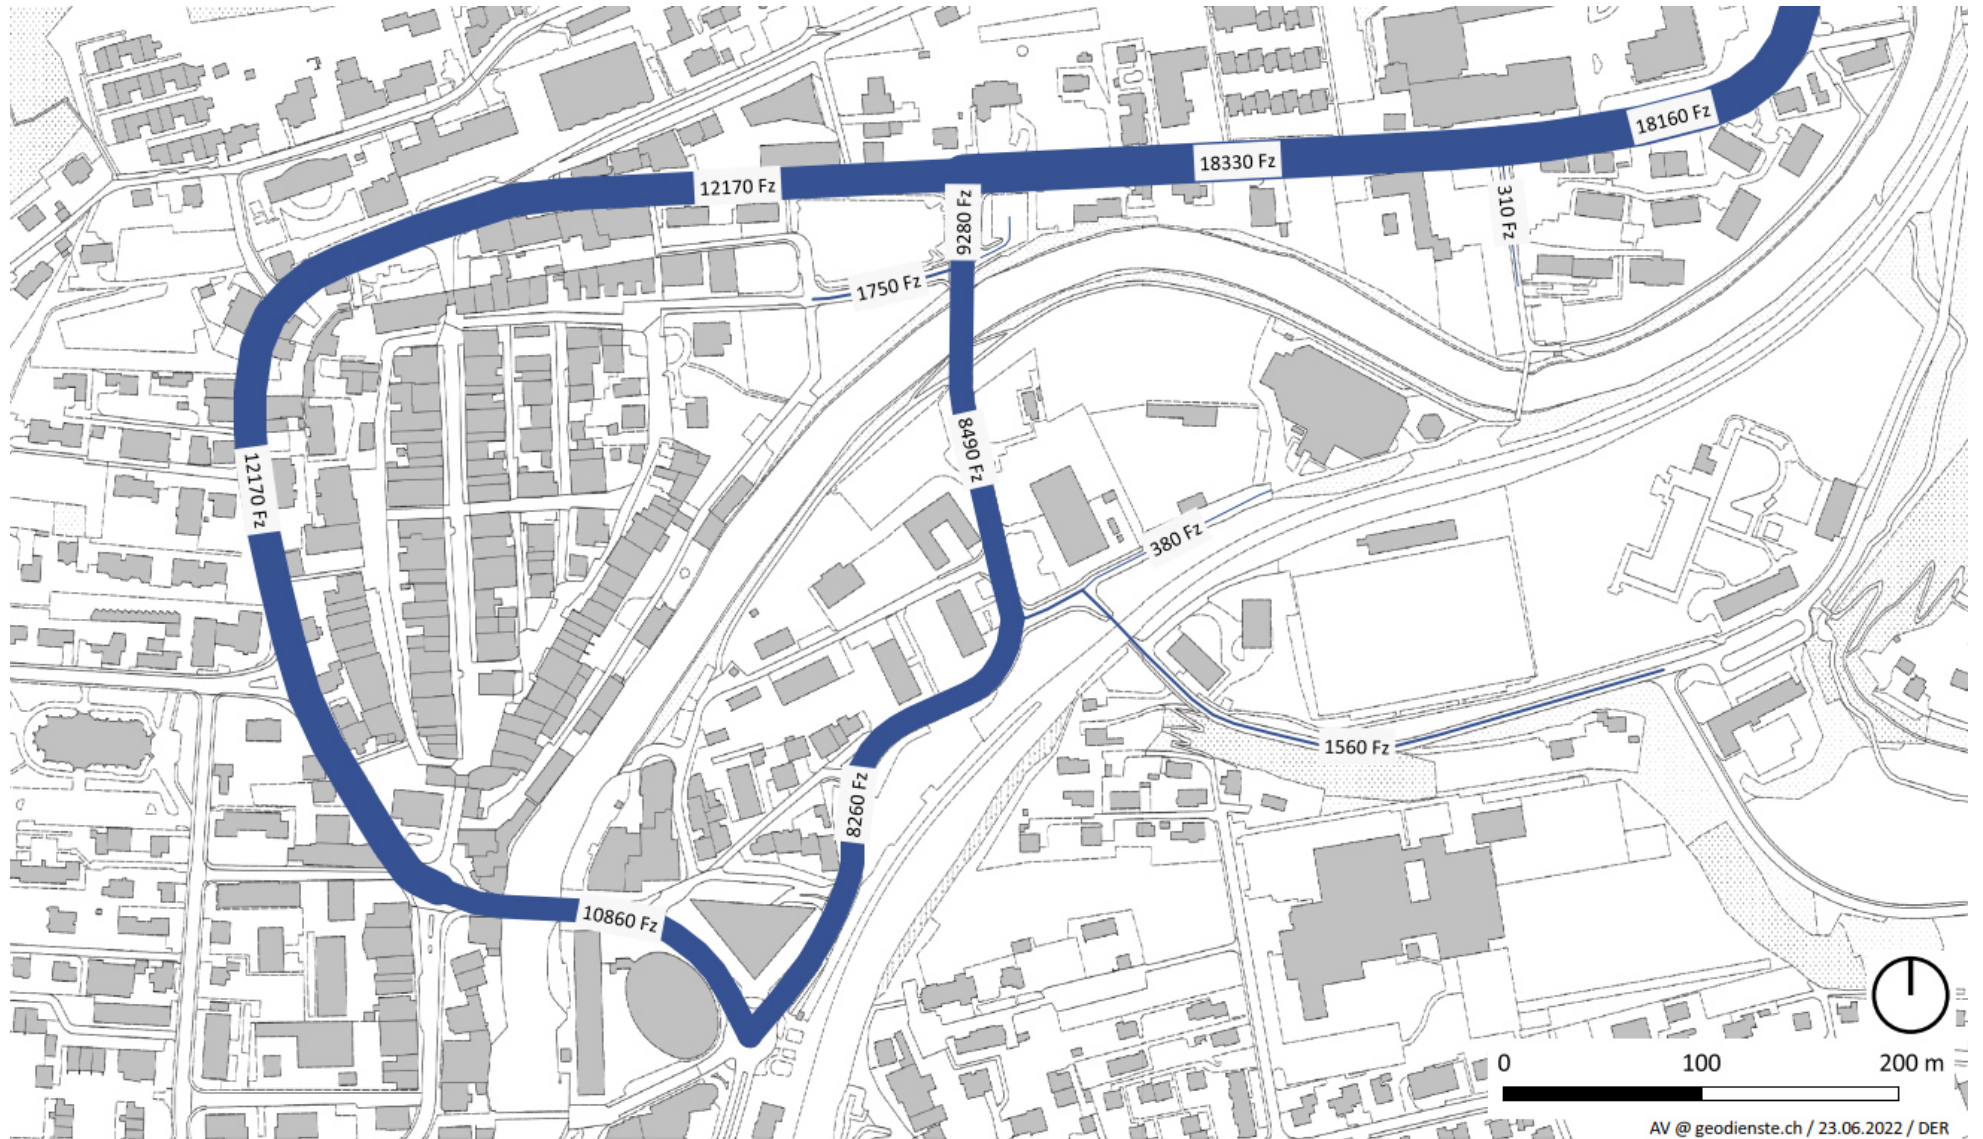 18160 Fz
18330 Fz
12170 Fz
310 Fz
9280 Fz
1750 Fz
8490 Fz
12170 Fz
380 Fz
1560 Fz
8260 Fz
10860 Fz
0 100 200 m
AV @ geodienste.ch / 23.06.2022 / DER